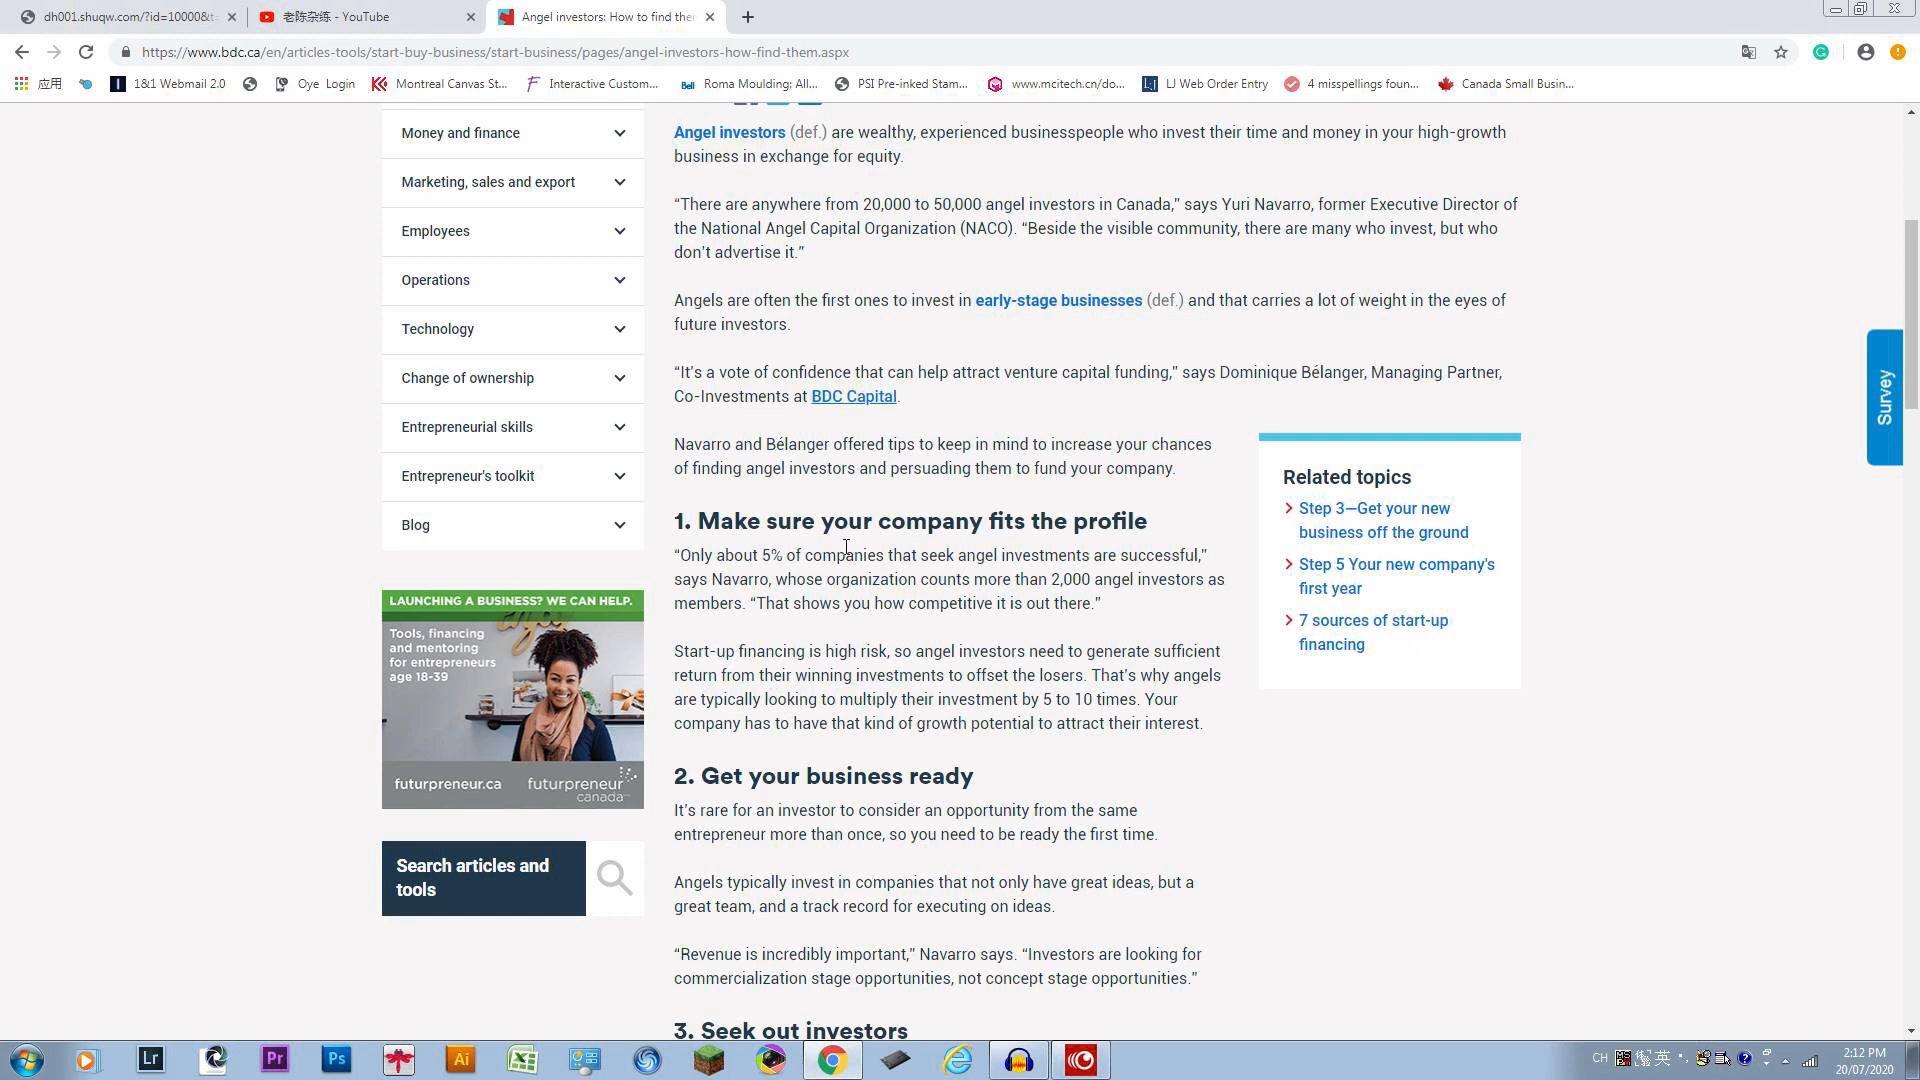 dh001.shuqw.com/?id=10000&t
老陈杂练 - YouTube
Angel investors: How to find ther
https://www.bdc.ca/en/articles-tools/start-buy-business/start-business/pages/angel-investors-how-find-them.aspx
应用
1&1 Webmail 2.0
Oye Login
Montreal Canvas St...
Interactive Custom...
Bell
Roma Moulding: All...
PSI Pre-inked Stam...
www.mcitech.cn/do...
LJ Web Order Entry
4 misspellings foun...
Canada Small Busin...
Money and finance
Marketing, sales and export
Employees
Operations
Technology
Change of ownership
Entrepreneurial skills
Entrepreneur's toolkit
Blog
LAUNCHING A BUSINESS? WE CAN HELP.
Tools, financing
and mentoring
for entrepreneurs
age 18-39
futurpreneur.ca
futurpreneur
canada
Search articles and
tools
Angel investors (def.) are wealthy, experienced businesspeople who invest their time and money in your high-growth
business in exchange for equity.
“There are anywhere from 20,000 to 50,000 angel investors in Canada,” says Yuri Navarro, former Executive Director of
the National Angel Capital Organization (NACO). “Beside the visible community, there are many who invest, but who
don’t advertise it.”
Angels are often the first ones to invest in early-stage businesses (def.) and that carries a lot of weight in the eyes of
future investors.
“It’s a vote of confidence that can help attract venture capital funding,” says Dominique Bélanger, Managing Partner,
Co-Investments at BDC Capital.
Navarro and Bélanger offered tips to keep in mind to increase your chances
of finding angel investors and persuading them to fund your company.
1. Make sure your company fits the profile
“Only about 5% of companies that seek angel investments are successful,”
says Navarro, whose organization counts more than 2,000 angel investors as
members. “That shows you how competitive it is out there.”
Start-up financing is high risk, so angel investors need to generate sufficient
return from their winning investments to offset the losers. That’s why angels
are typically looking to multiply their investment by 5 to 10 times. Your
company has to have that kind of growth potential to attract their interest.
2. Get your business ready
It’s rare for an investor to consider an opportunity from the same
entrepreneur more than once, so you need to be ready the first time.
Angels typically invest in companies that not only have great ideas, but a
great team, and a track record for executing on ideas.
“Revenue is incredibly important,” Navarro says. “Investors are looking for
commercialization stage opportunities, not concept stage opportunities.”
3. Seek out investors
Related topics
Step 3—Get your new
business off the ground
Step 5 Your new company's
first year
7 sources of start-up
financing
Survey
Lr
Pr
Ps
Ai
CH
英
2:12 PM
20/07/2020